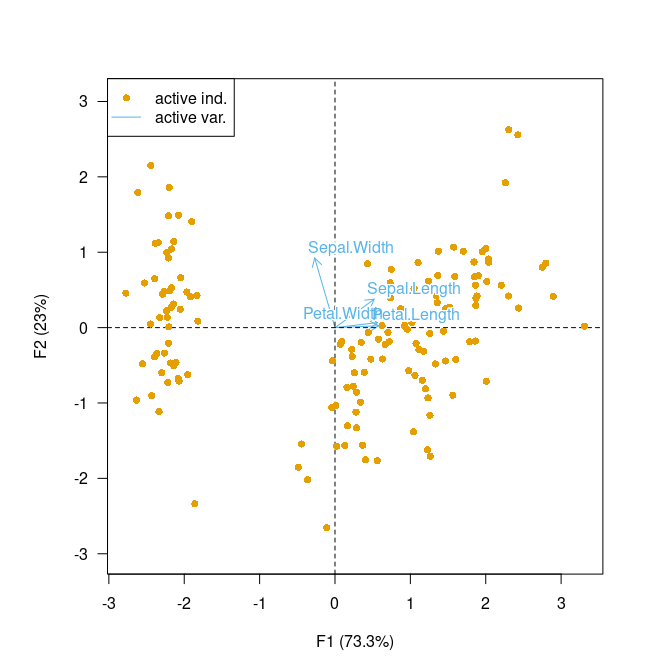 active ind.
active var.
3
2
1
0
-1
-2
-3
F2 (23%)
Sepal.Width
Sepal.Length
Petal.Width
Petal.Length
-3
-2
-1
0
1
2
3
F1 (73.3%)